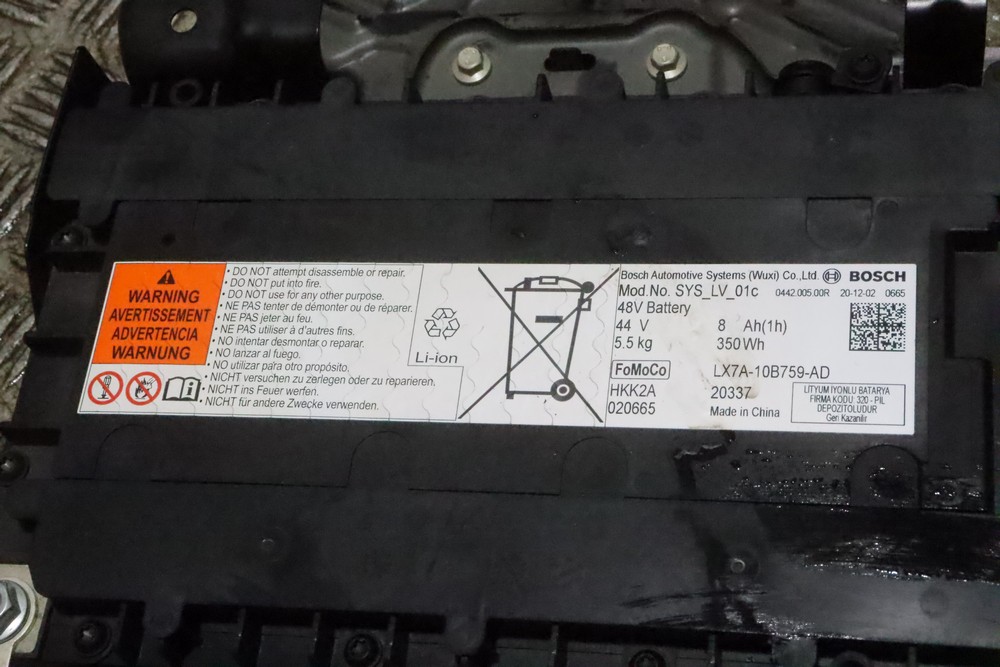 WARNING
AVERTISSEMENT
ADVERTENCIA
WARNUNG
• DO NOT attempt disassemble or repair.
• DO NOT put into fire.
• DO NOT use for any other purpose.
• NE PAS tenter de démonter ou de réparer.
• NE PAS jeter au feu.
• NE PAS utiliser à d'autres fins.
• NO intentar desmontar o reparar.
• NO lanzar al fuego.
• NO utilizar para otro propósito.
• NICHT versuchen zu zerlegen oder zu reparieren.
• NICHT ins Feuer werfen.
• NICHT für andere Zwecke verwenden.
Li-ion
Bosch Automotive Systems (Wuxi) Co.,Ltd. BOSCH
Mod.No. SYS_LV_01c 0442.005.00R 20-12-02 0665
48V Battery
44 V 8 Ah(1h)
5.5 kg 350Wh
FoMoCo LX7A-10B759-AD
HKK2A 20337
020665 Made in China
LITYUM IYONLU BATARYA
FIRMA KODU: 320 - PIL
DEPOZITOLUDUR
Geri Kazanilir